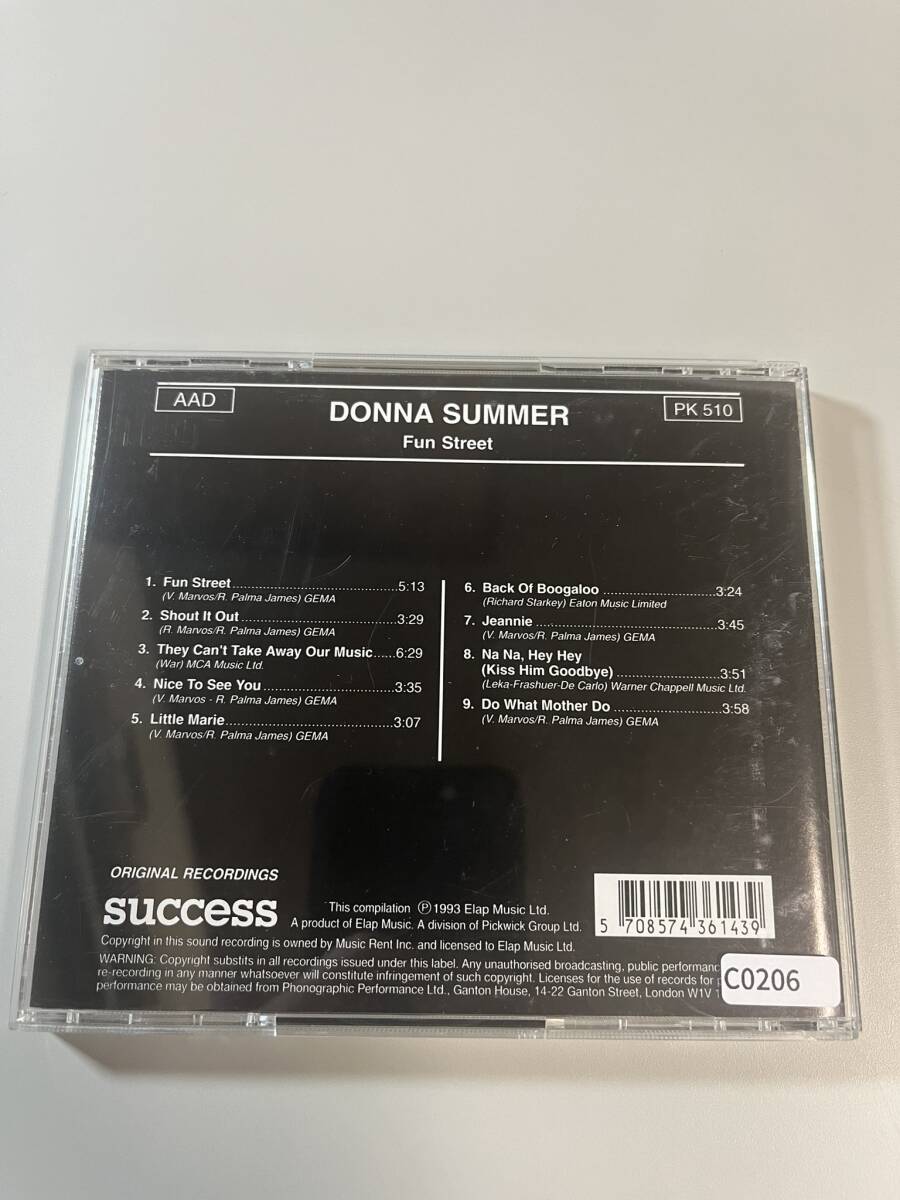 AAD
DONNA SUMMER
PK 510
Fun Street
1. Fun Street..............5:13
(V. Marvos/R. Palma James) GEMA
2. Shout It Out..............3:29
(R. Marvos/R. Palma James) GEMA
3. They Can't Take Away Our Music......6:29
(War) MCA Music Ltd.
4. Nice To See You..............3:35
(V. Marvos - R. Palma James) GEMA
5. Little Marie..............3:07
(V. Marvos/R. Palma James) GEMA
6. Back Of Boogaloo..............3:24
(Richard Starkey) Eaton Music Limited
7. Jeannie..............3:45
(V. Marvos/R. Palma James) GEMA
8. Na Na, Hey Hey
(Kiss Him Goodbye)..............3:51
(Leka-Frashuer-De Carlo) Warner Chappell Music Ltd.
9. Do What Mother Do..............3:58
(V. Marvos/R. Palma James) GEMA
ORIGINAL RECORDINGS
success
This compilation ℗1993 Elap Music Ltd.
A product of Elap Music. A division of Pickwick Group Ltd.
5 708574 361439
Copyright in this sound recording is owned by Music Rent Inc. and licensed to Elap Music Ltd.
WARNING: Copyright substits in all recordings issued under this label. Any unauthorised broadcasting, public
re-recording in any manner whatsoever will constitute infringement of such copyright. Licenses for the use of records for
performance may be obtained from Phonographic Performance Ltd., Ganton House, 14-22 Ganton Street, London W1V
C0206